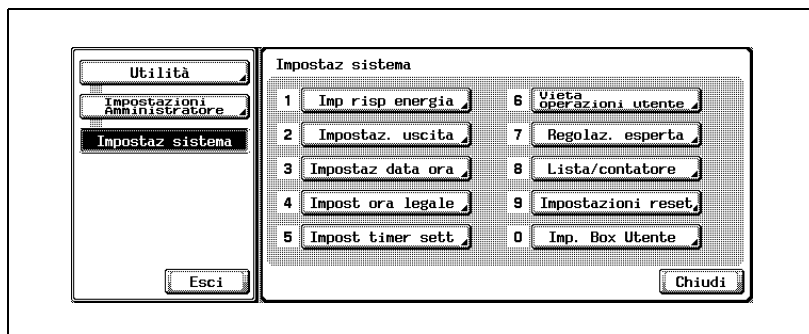 Utilità
Impostazioni
Amministratore
Impostaz sistema
Esci
Impostaz sistema
1 Imp risp energia
2 Impostaz. uscita
3 Impostaz data ora
4 Impost ora legale
5 Impost timer sett
6 Vieta
operazioni utente
7 Regolaz. esperta
8 Lista/contatore
9 Impostazioni reset
0 Imp. Box Utente
Chiudi